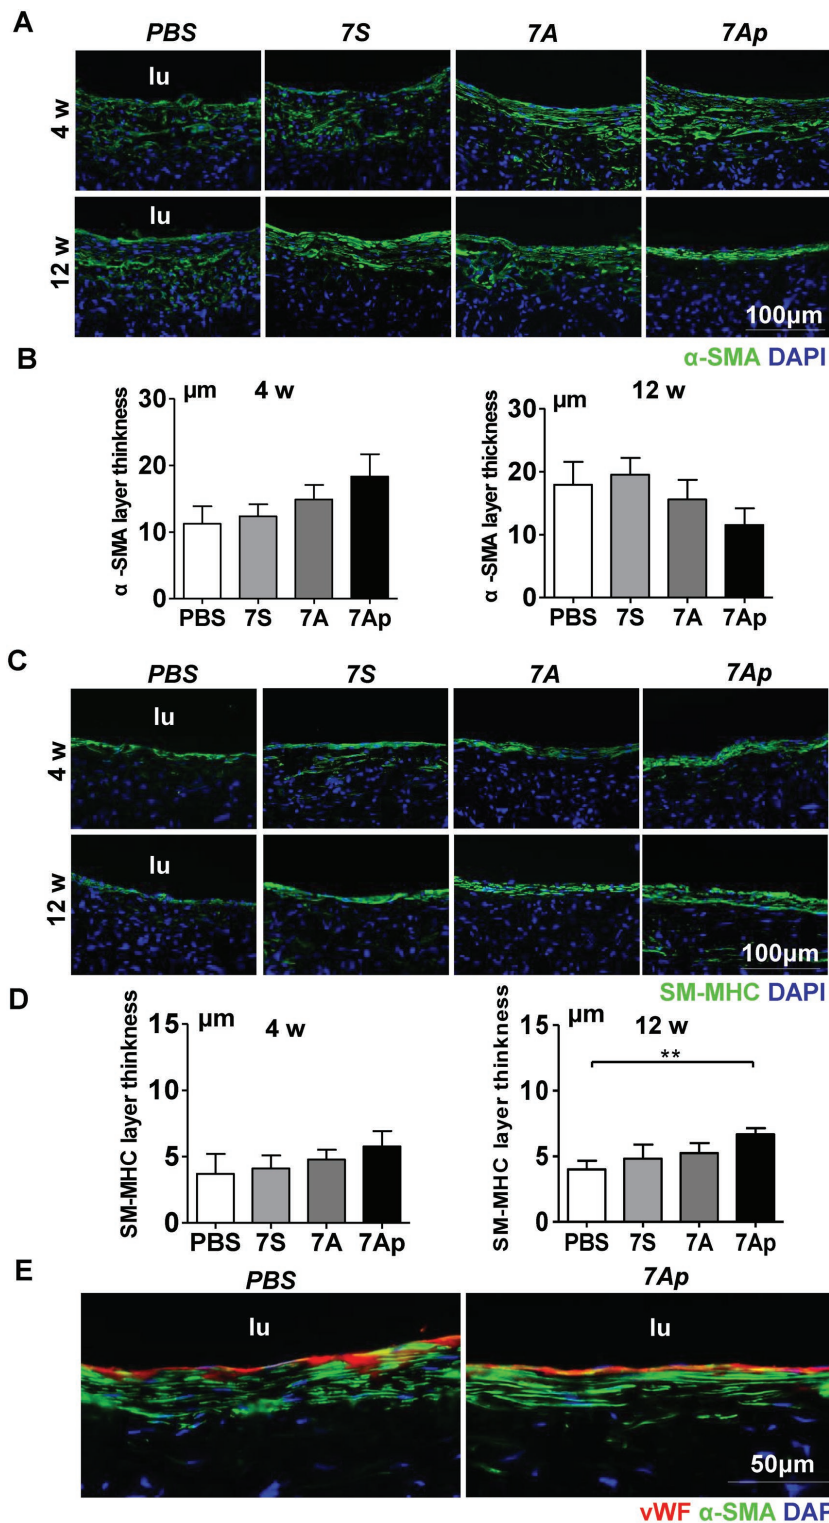 A
PBS 7S 7A 7Ap
4 w
lu
12 w
lu
100µm
α-SMA DAPI
B
α -SMA layer thinkness
µm 4 w
30
20
10
0
PBS 7S 7A 7Ap
α -SMA layer thickness
µm 12 w
30
20
10
0
PBS 7S 7A 7Ap
C
PBS 7S 7A 7Ap
4 w
lu
12 w
lu
100µm
SM-MHC DAPI
D
SM-MHC layer thinkness
µm 4 w
15
10
5
0
PBS 7S 7A 7Ap
SM-MHC layer thinkness
µm 12 w
**
15
10
5
0
PBS 7S 7A 7Ap
E
PBS 7Ap
lu lu
50µm
vWF α-SMA DAP